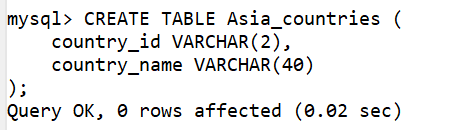 mysql> CREATE TABLE Asia_countries (
    country_id VARCHAR(2),
    country_name VARCHAR(40)
);
Query OK, 0 rows affected (0.02 sec)